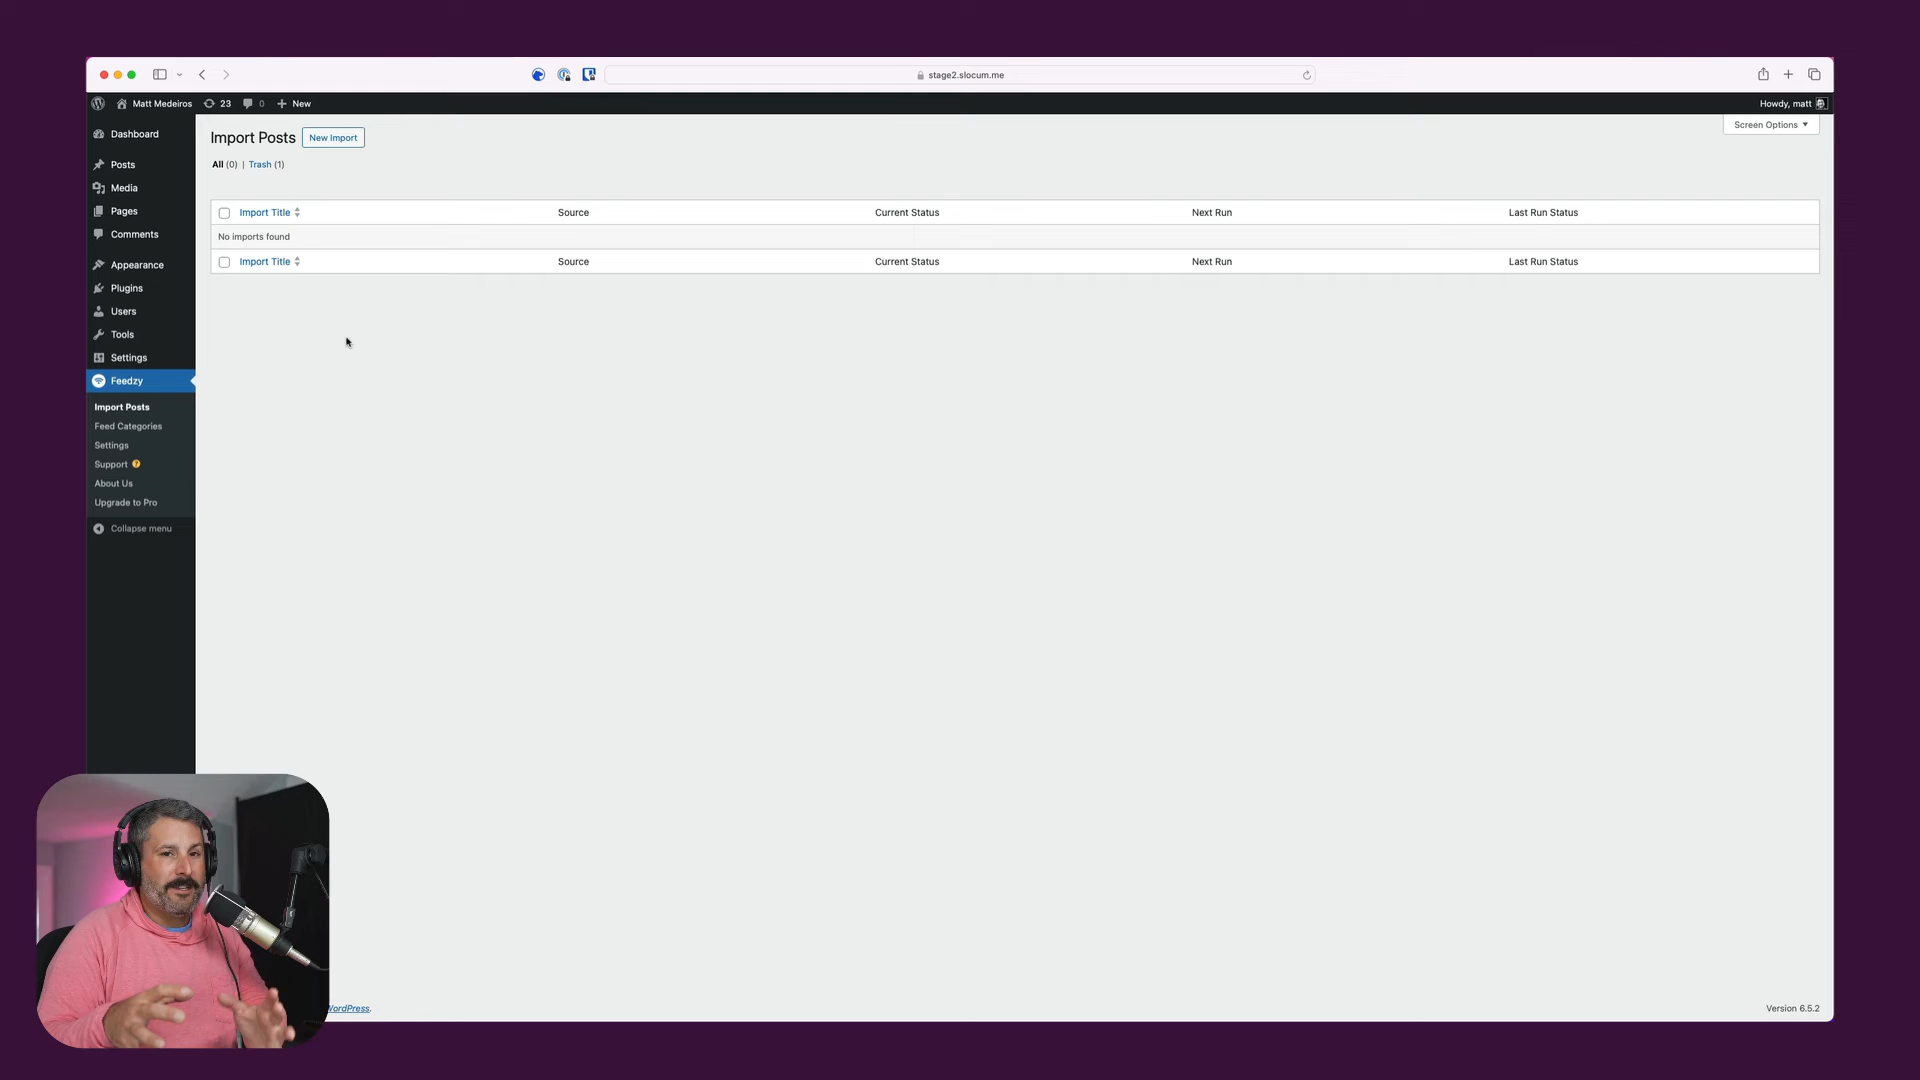 stage2.slocum.me
Matt Medeiros 23 0 New Howdy, matt
Screen Options
Dashboard
Posts
Media
Pages
Comments
Appearance
Plugins
Users
Tools
Settings
Feedzy
Import Posts
Feed Categories
Settings
Support ?
About Us
Upgrade to Pro
Collapse menu
Import Posts New Import
All (0) | Trash (1)
Import Title Source Current Status Next Run Last Run Status
No imports found
Import Title Source Current Status Next Run Last Run Status
WordPress. Version 6.5.2